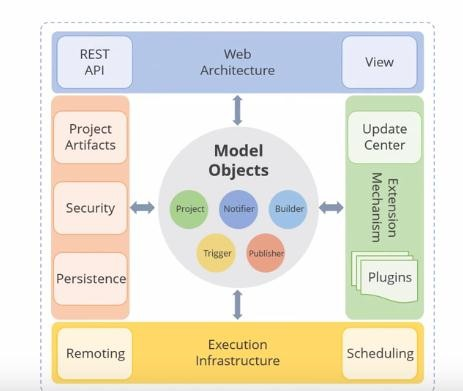 REST
API
Web
Architecture
View
Project
Artifacts
Security
Persistence
Model
Objects
Project
Notifier
Builder
Trigger
Publisher
Update
Center
Extension
Mechanism
Plugins
Remoting
Execution
Infrastructure
Scheduling